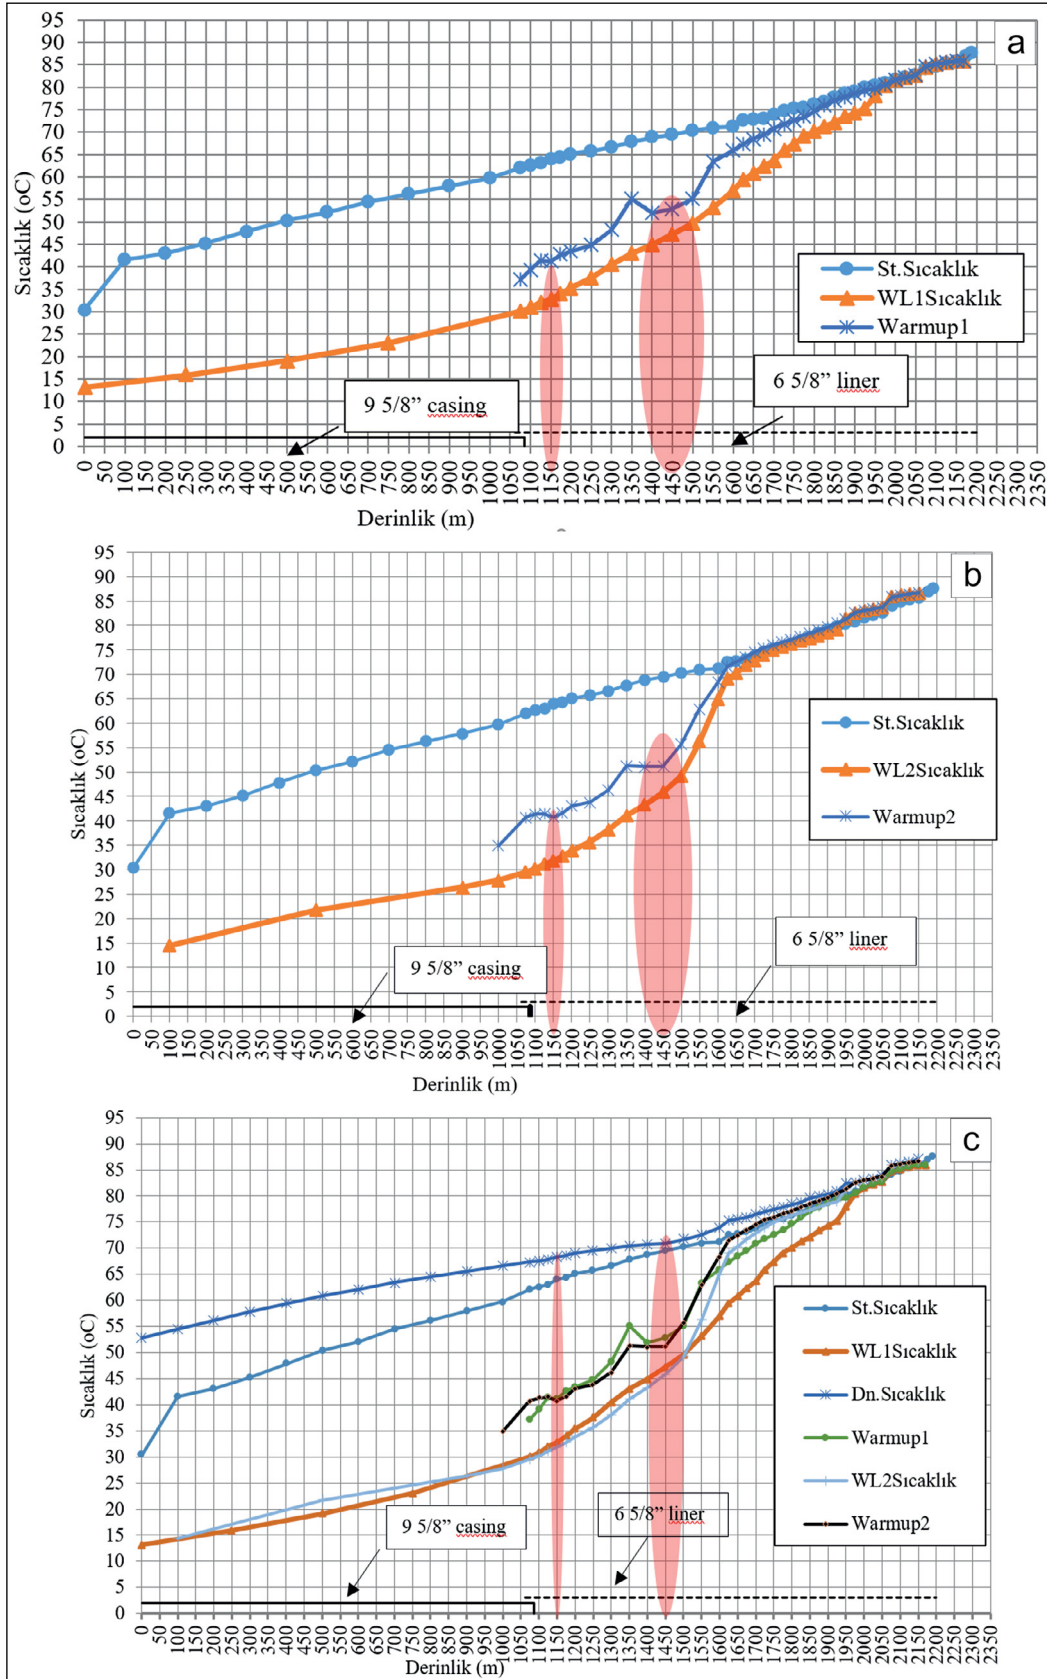 a
95
90
85
80
75
70
65
60
55
50
45
40
35
30
25
20
15
10
5
0
Sıcaklık (oC)
St.Sıcaklık
WL1Sıcaklık
Warmup1
9 5/8” casing
6 5/8” liner
0 50 100 150 200 250 300 350 400 450 500 550 600 650 700 750 800 850 900 950 1000 1050 1100 1150 1200 1250 1300 1350 1400 1450 1500 1550 1600 1650 1700 1750 1800 1850 1900 1950 2000 2050 2100 2150 2200 2250 2300 2350
Derinlik (m)
b
95
90
85
80
75
70
65
60
55
50
45
40
35
30
25
20
15
10
5
0
Sıcaklık (oC)
St.Sıcaklık
WL2Sıcaklık
Warmup2
9 5/8” casing
6 5/8” liner
0 50 100 150 200 250 300 350 400 450 500 550 600 650 700 750 800 850 900 950 1000 1050 1100 1150 1200 1250 1300 1350 1400 1450 1500 1550 1600 1650 1700 1750 1800 1850 1900 1950 2000 2050 2100 2150 2200 2250 2300 2350
Derinlik (m)
c
95
90
85
80
75
70
65
60
55
50
45
40
35
30
25
20
15
10
5
0
Sıcaklık (oC)
St.Sıcaklık
WL1Sıcaklık
Dn.Sıcaklık
Warmup1
WL2Sıcaklık
Warmup2
9 5/8” casing
6 5/8” liner
0 50 100 150 200 250 300 350 400 450 500 550 600 650 700 750 800 850 900 950 1000 1050 1100 1150 1200 1250 1300 1350 1400 1450 1500 1550 1600 1650 1700 1750 1800 1850 1900 1950 2000 2050 2100 2150 2200 2250 2300 2350
Derinlik (m)